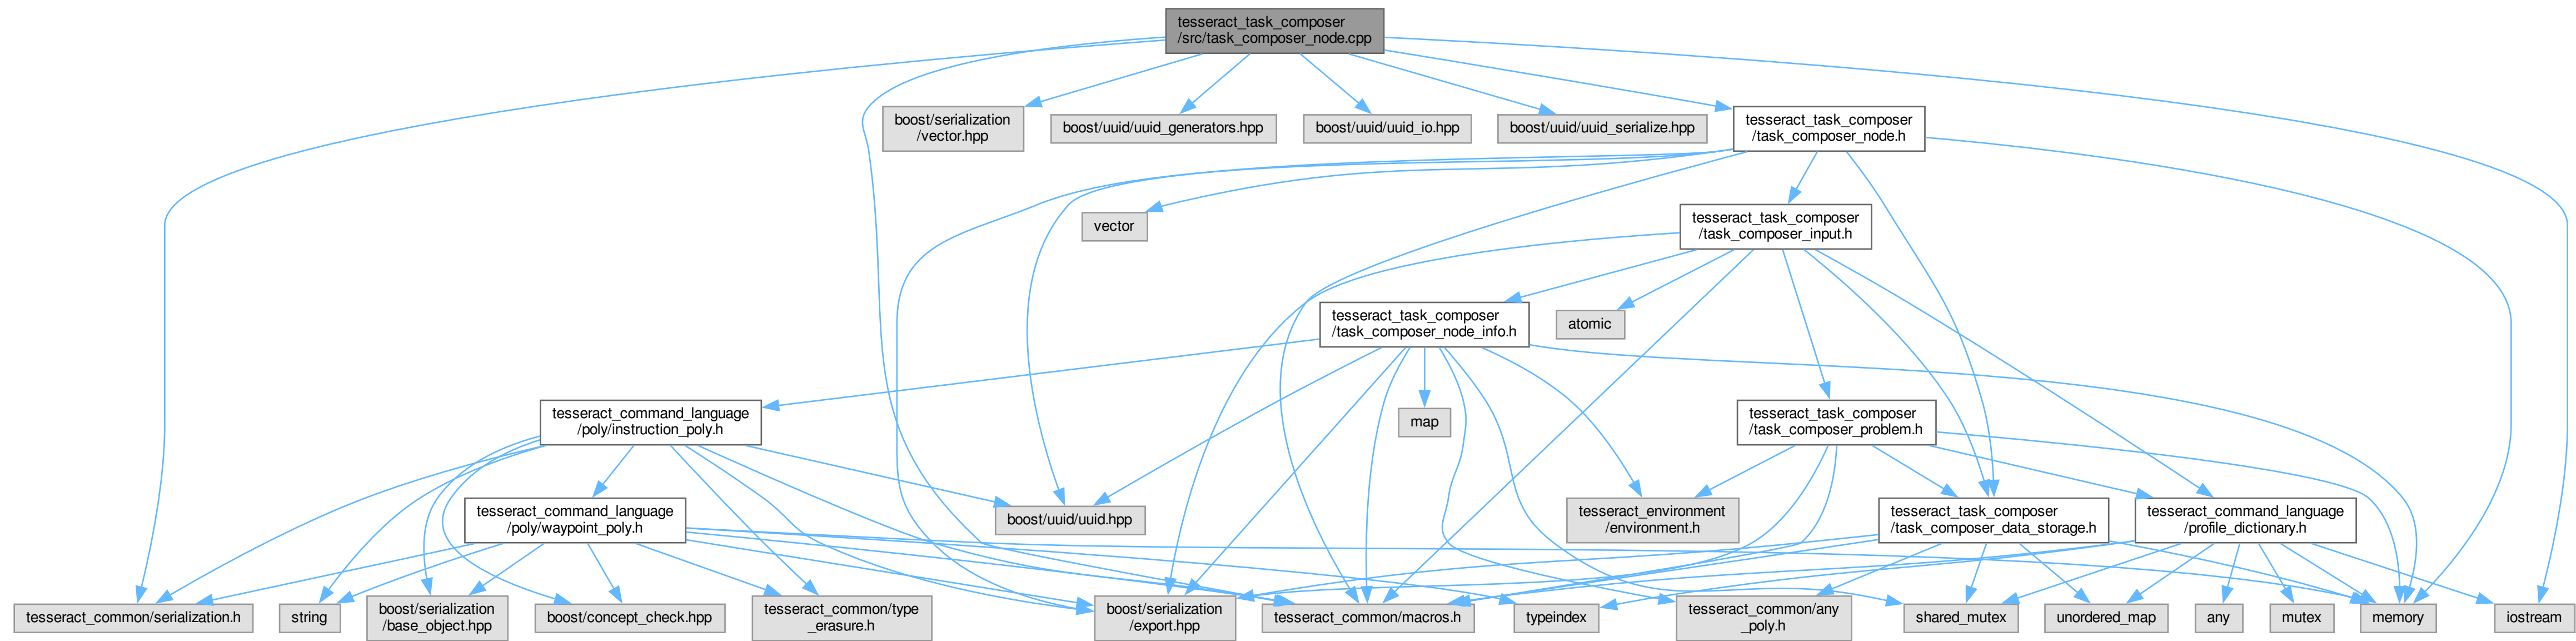 tesseract_task_composer
/src/task_composer_node.cpp
boost/serialization
/vector.hpp
boost/uuid/uuid_generators.hpp
boost/uuid/uuid_io.hpp
boost/uuid/uuid_serialize.hpp
tesseract_task_composer
/task_composer_node.h
vector
tesseract_task_composer
/task_composer_input.h
tesseract_task_composer
/task_composer_node_info.h
atomic
tesseract_command_language
/poly/instruction_poly.h
map
tesseract_task_composer
/task_composer_problem.h
tesseract_command_language
/poly/waypoint_poly.h
boost/uuid/uuid.hpp
tesseract_environment
/environment.h
tesseract_task_composer
/task_composer_data_storage.h
tesseract_command_language
/profile_dictionary.h
tesseract_common/serialization.h
string
boost/serialization
/base_object.hpp
boost/concept_check.hpp
tesseract_common/type
_erasure.h
boost/serialization
/export.hpp
tesseract_common/macros.h
typeindex
tesseract_common/any
_poly.h
shared_mutex
unordered_map
any
mutex
memory
iostream